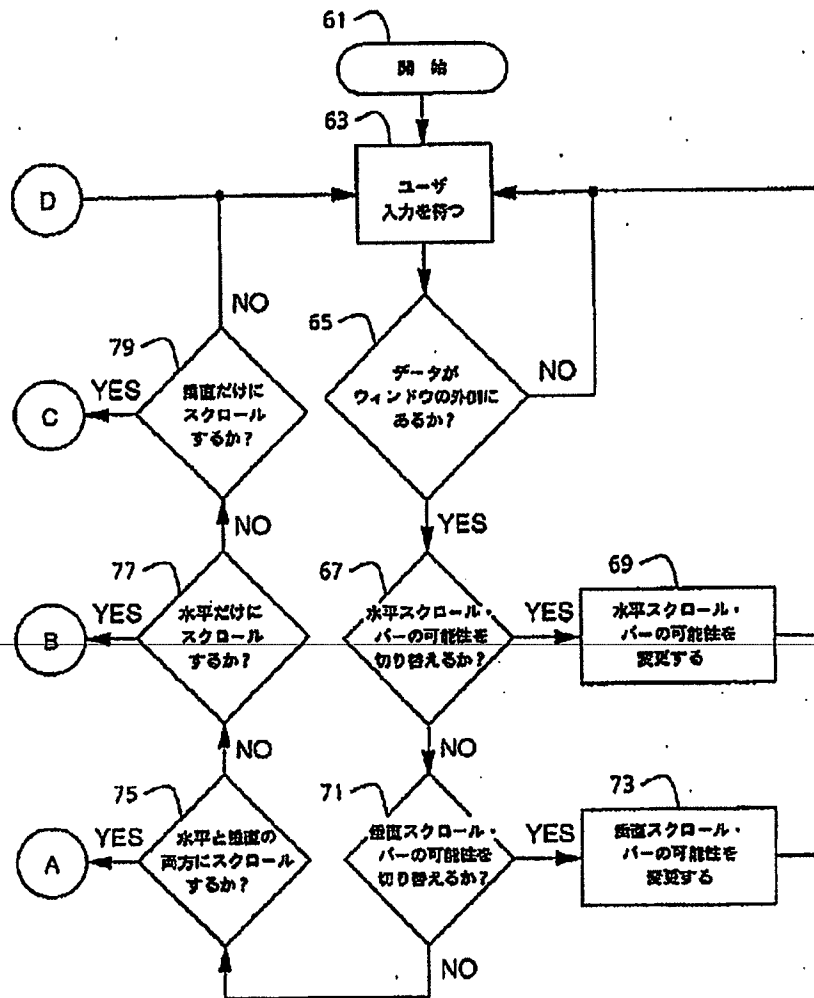 61
開 始
63
ユーザ
入力を待つ
D
65
データが
ウィンドウの外側に
あるか?
NO
YES
67
水平スクロール・
バーの可能性を
切り替えるか?
YES
69
水平スクロール・
バーの可能性を
変更する
NO
71
垂直スクロール・
バーの可能性を
切り替えるか?
YES
73
垂直スクロール・
バーの可能性を
変更する
NO
75
水平と垂直の
両方にスクロール
するか?
YES
A
NO
77
水平だけに
スクロール
するか?
YES
B
NO
79
垂直だけに
スクロール
するか?
YES
C
NO